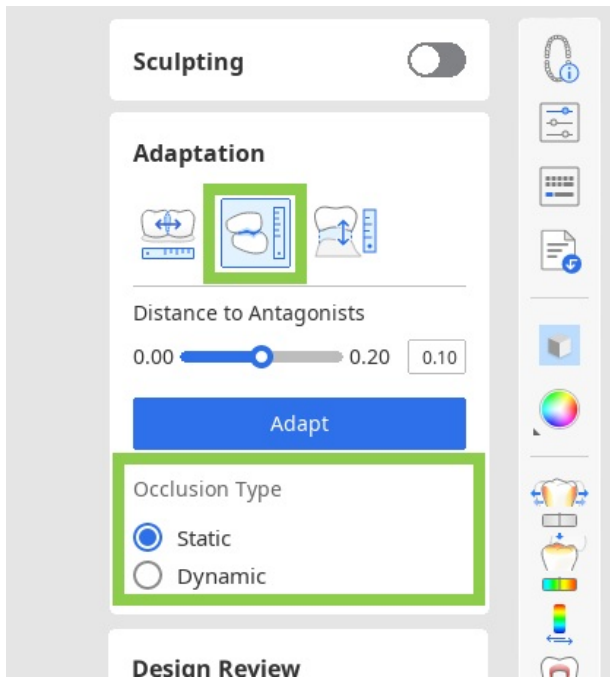 Sculpting
Adaptation
Distance to Antagonists
0.00 0.20 0.10
Adapt
Occlusion Type
Static
Dynamic
Design Review